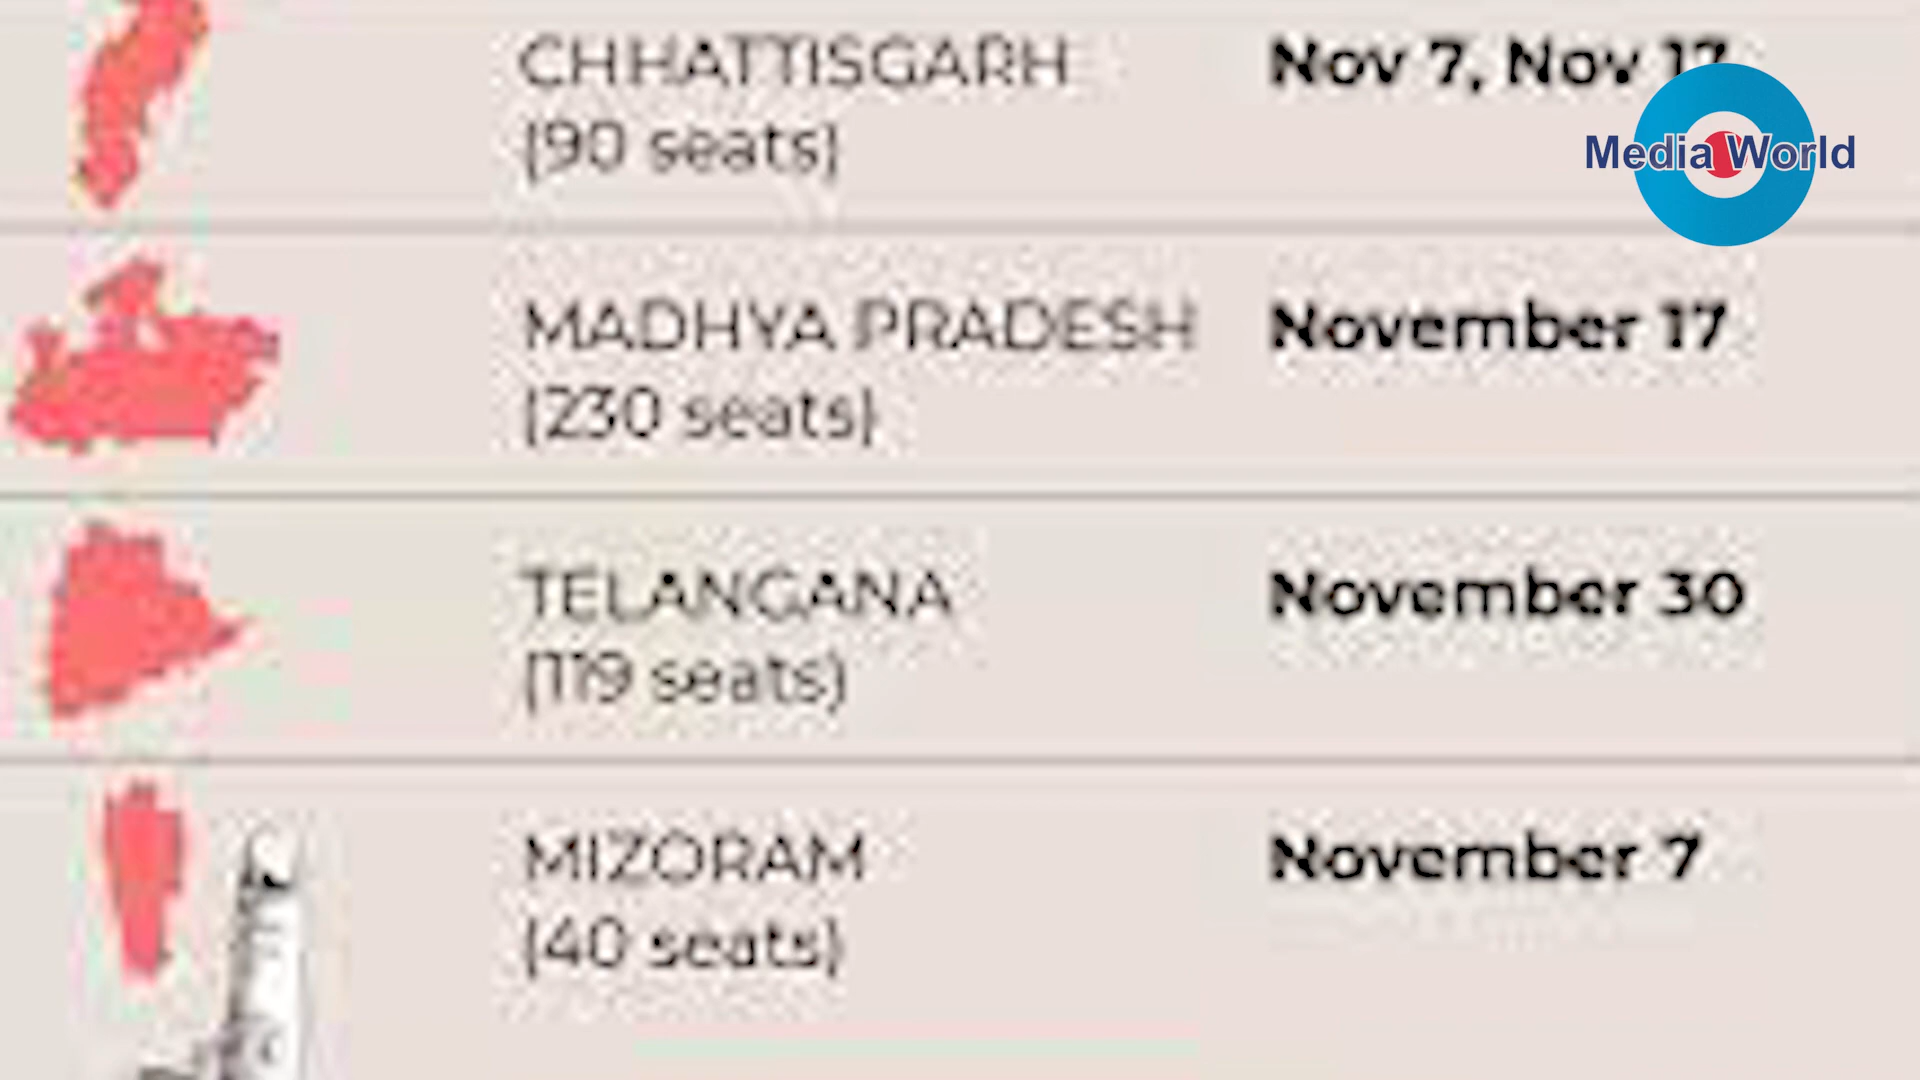 CHHATTISGARH Nov 7, Nov 17
(90 seats)
Media World
MADHYA PRADESH November 17
(230 seats)
TELANGANA November 30
(119 seats)
MIZORAM November 7
(40 seats)